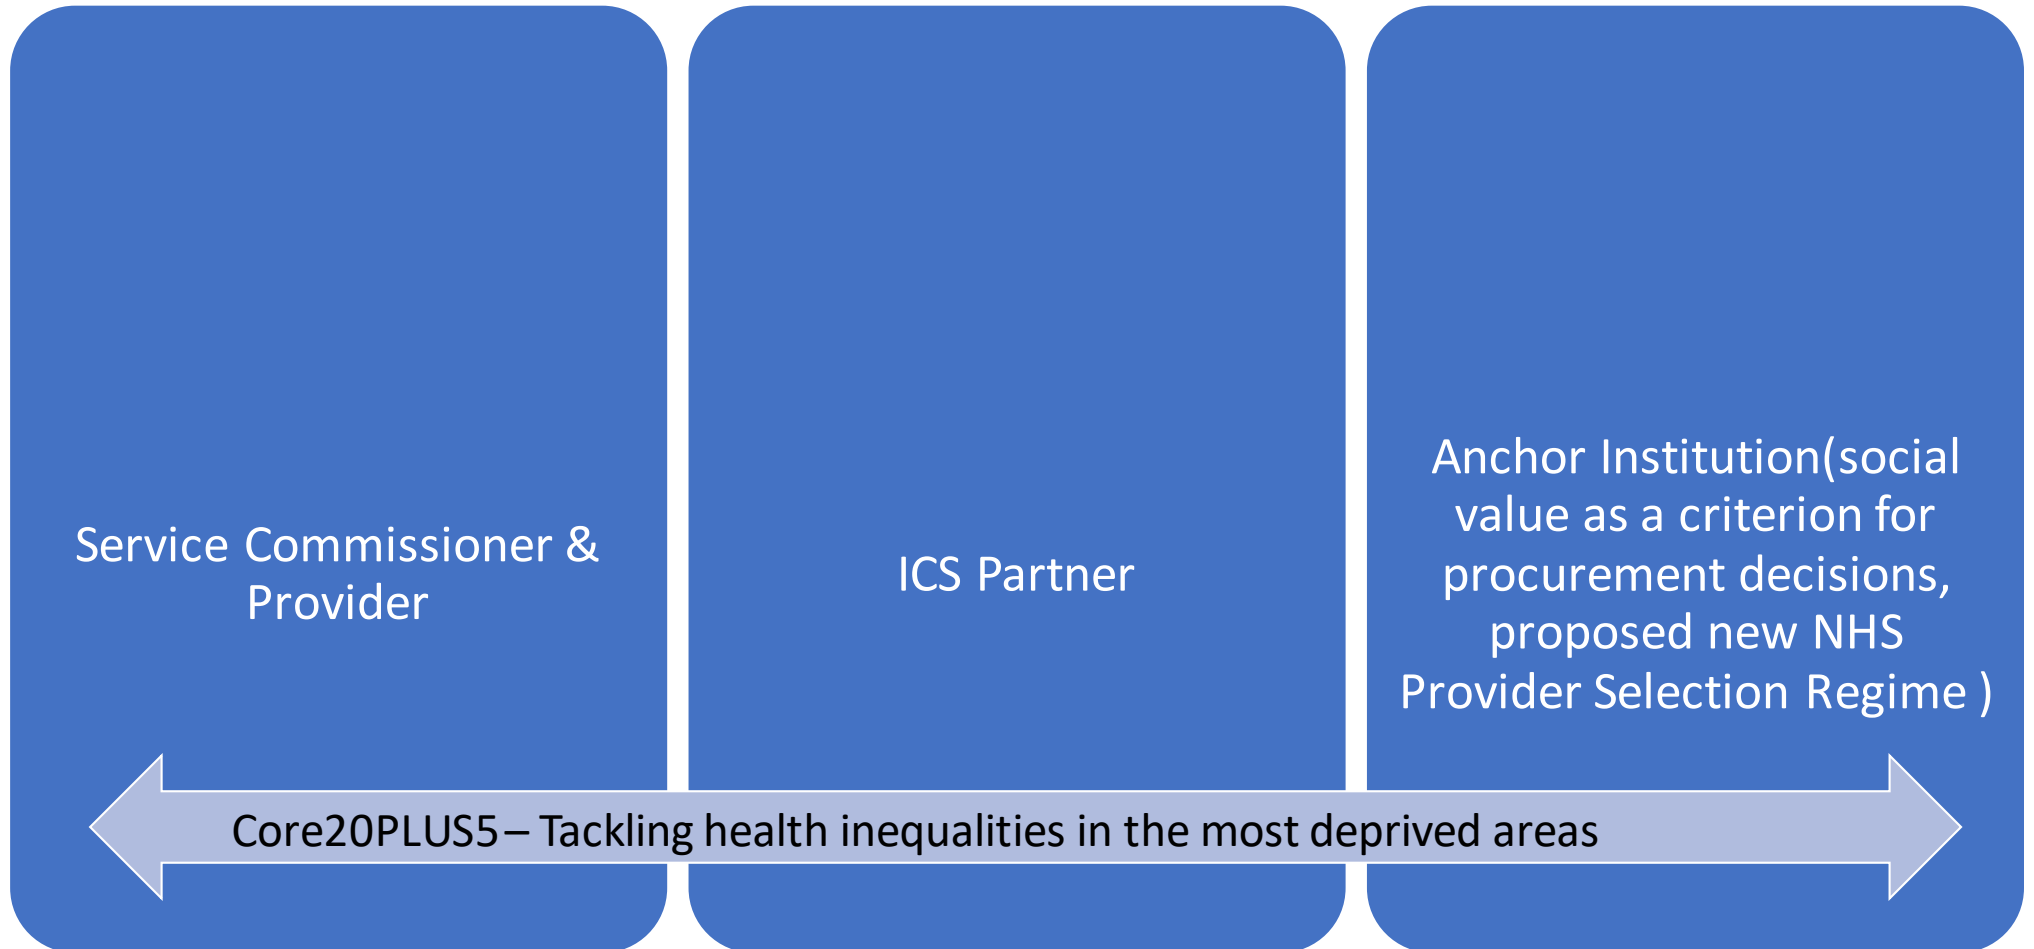 Service Commissioner &
Provider
ICS Partner
Anchor Institution(social
value as a criterion for
procurement decisions,
proposed new NHS
Provider Selection Regime )
Core20PLUS5 – Tackling health inequalities in the most deprived areas